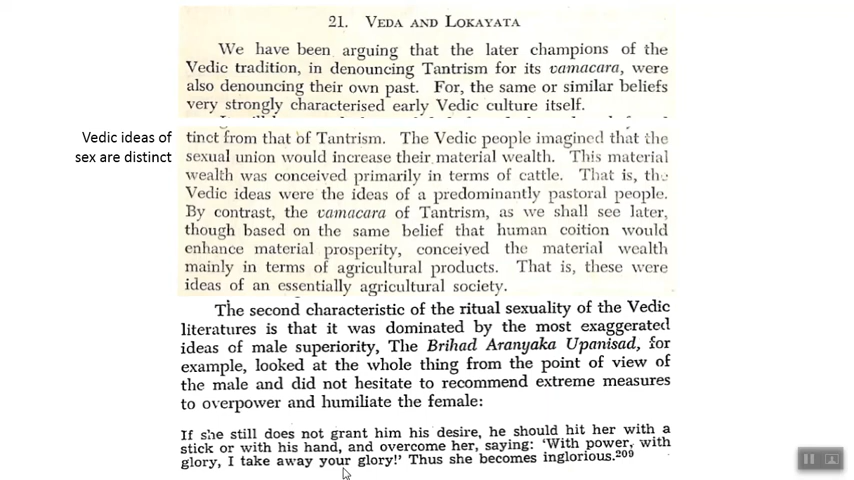 21. VEDA AND LOKAYATA
We have been arguing that the later champions of the
Vedic tradition, in denouncing Tantrism for its vamacara, were
also denouncing their own past. For, the same or similar beliefs
very strongly characterised early Vedic culture itself.
Vedic ideas of
sex are distinct
tinct from that of Tantrism. The Vedic people imagined that the
sexual union would increase their material wealth. This material
wealth was conceived primarily in terms of cattle. That is, the
Vedic ideas were the ideas of a predominantly pastoral people.
By contrast, the vamacara of Tantrism, as we shall see later,
though based on the same belief that human coition would
enhance material prosperity, conceived the material wealth
mainly in terms of agricultural products. That is, these were
ideas of an essentially agricultural society.
The second characteristic of the ritual sexuality of the Vedic
literatures is that it was dominated by the most exaggerated
ideas of male superiority, The Brihad Aranyaka Upanisad, for
example, looked at the whole thing from the point of view of
the male and did not hesitate to recommend extreme measures
to overpower and humiliate the female:
If she still does not grant him his desire, he should hit her with a
stick or with his hand, and overcome her, saying: 'With power, with
glory, I take away your glory!' Thus she becomes inglorious.209